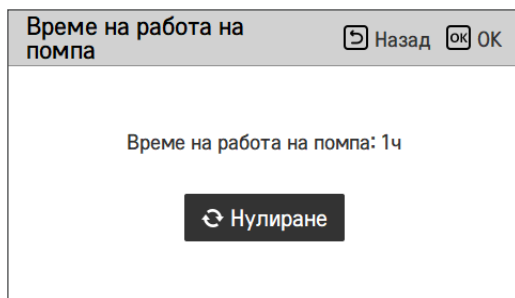 Време на работа на
помпа
Назад OK OK
Време на работа на помпа: 1ч
Нулиране